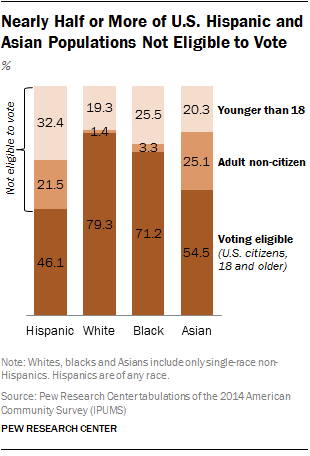 Nearly Half or More of U.S. Hispanic and
Asian Populations Not Eligible to Vote
%
Not eligible to vote
32.4
19.3
25.5
20.3
Younger than 18
21.5
1.4
3.3
25.1
Adult non-citizen
46.1
79.3
71.2
54.5
Voting eligible
(U.S. citizens,
18 and older)
Hispanic White Black Asian
Note: Whites, blacks and Asians include only single-race non-
Hispanics. Hispanics are of any race.
Source: Pew Research Center tabulations of the 2014 American
Community Survey (IPUMS)
PEW RESEARCH CENTER